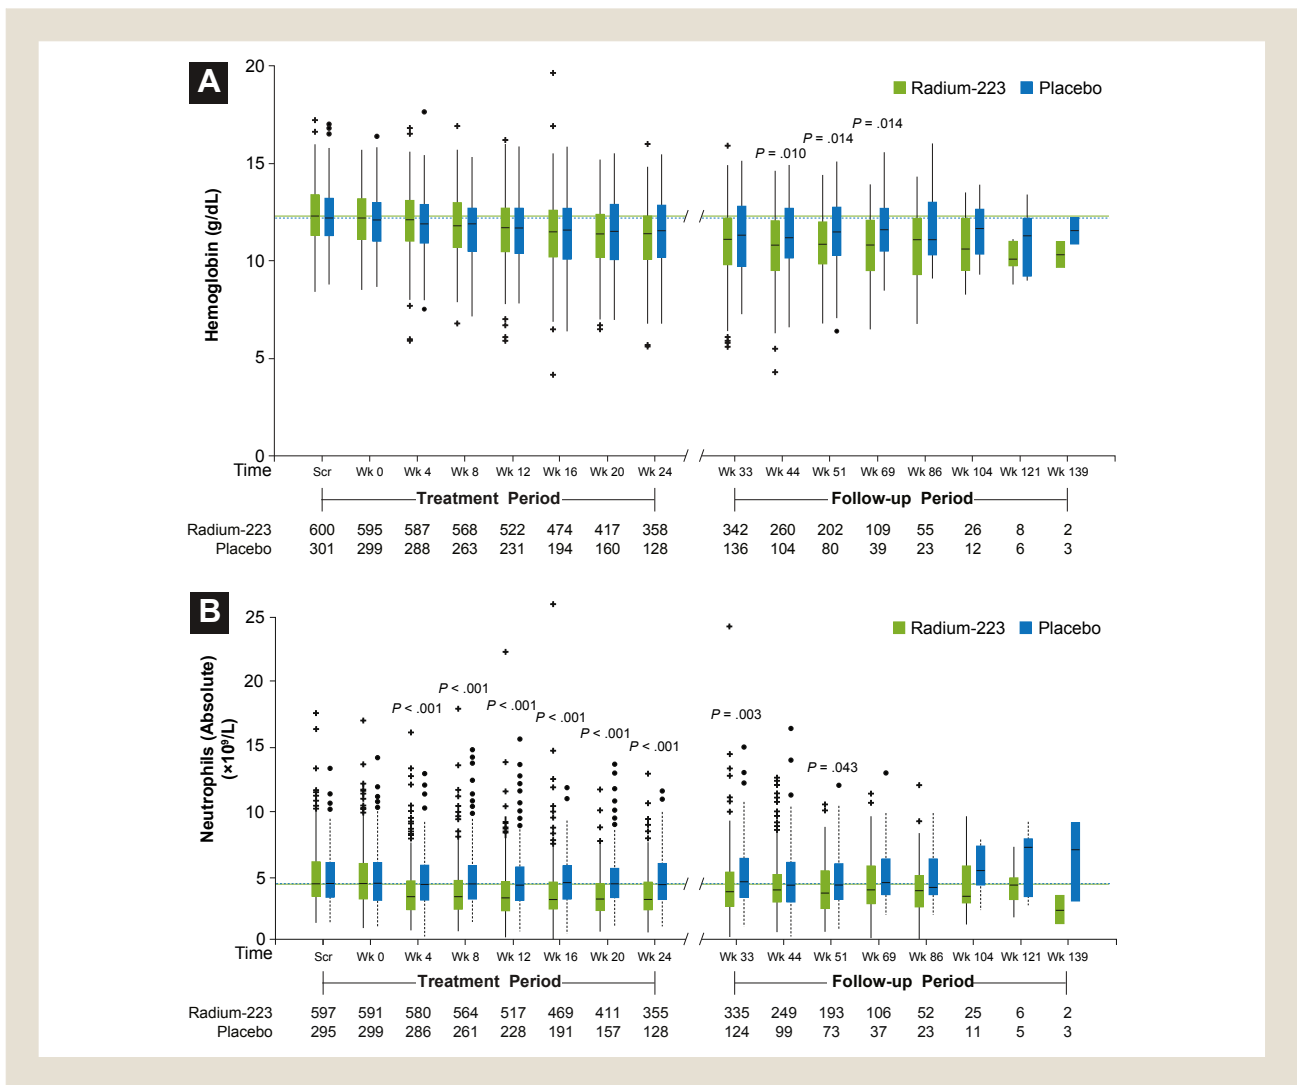 A
20
Radium-223 Placebo
P = .014
P = .014
P = .010
15
10
5
0
Hemoglobin (g/dL)
Time Scr Wk 0 Wk 4 Wk 8 Wk 12 Wk 16 Wk 20 Wk 24 Wk 33 Wk 44 Wk 51 Wk 69 Wk 86 Wk 104 Wk 121 Wk 139
Treatment Period Follow-up Period
Radium-223 600 595 587 568 522 474 417 358 342 260 202 109 55 26 8 2
Placebo 301 299 288 263 231 194 160 128 136 104 80 39 23 12 6 3
B
25
Radium-223 Placebo
20
P < .001
P < .001
P < .001
P < .001
P < .001
P < .001
P = .003
P = .043
15
10
5
0
Neutrophils (Absolute)
(×10⁹/L)
Time Scr Wk 0 Wk 4 Wk 8 Wk 12 Wk 16 Wk 20 Wk 24 Wk 33 Wk 44 Wk 51 Wk 69 Wk 86 Wk 104 Wk 121 Wk 139
Treatment Period Follow-up Period
Radium-223 597 591 580 564 517 469 411 355 335 249 193 106 52 25 6 2
Placebo 295 299 286 261 228 191 157 128 124 99 73 37 23 11 5 3